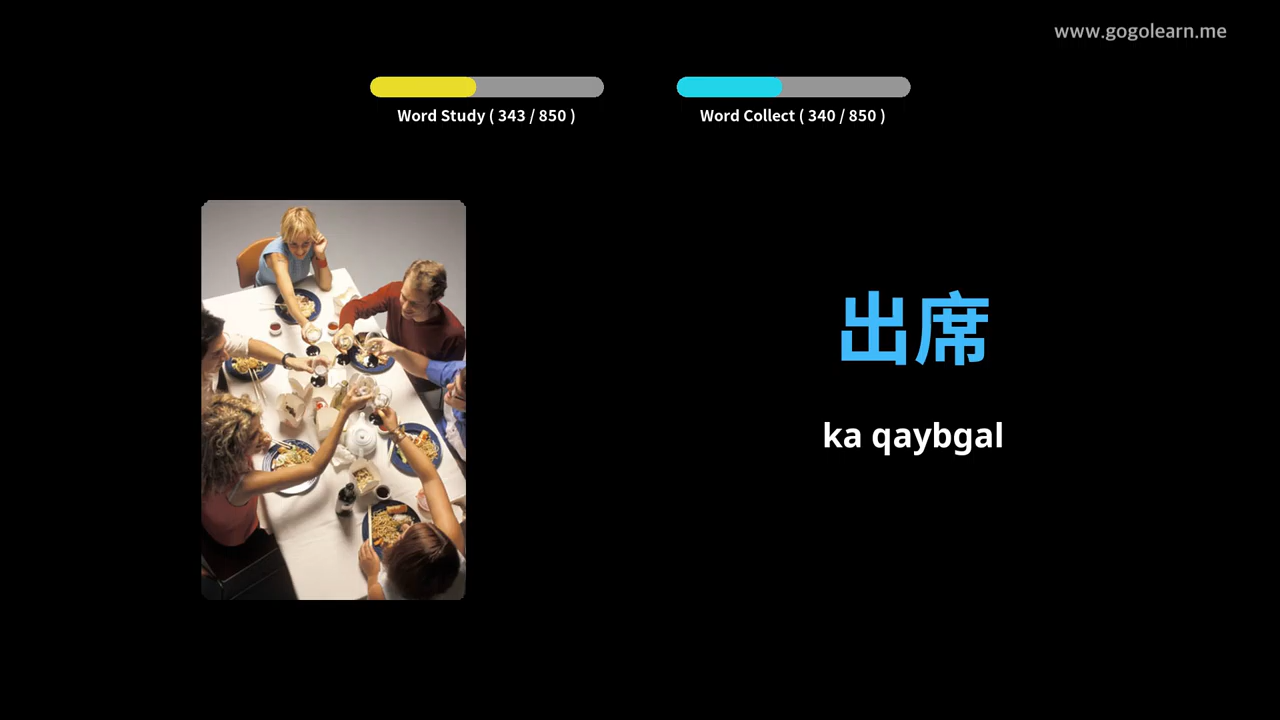 www.gogolearn.me
Word Study ( 343 / 850 )
Word Collect ( 340 / 850 )
出席
ka qaybgal